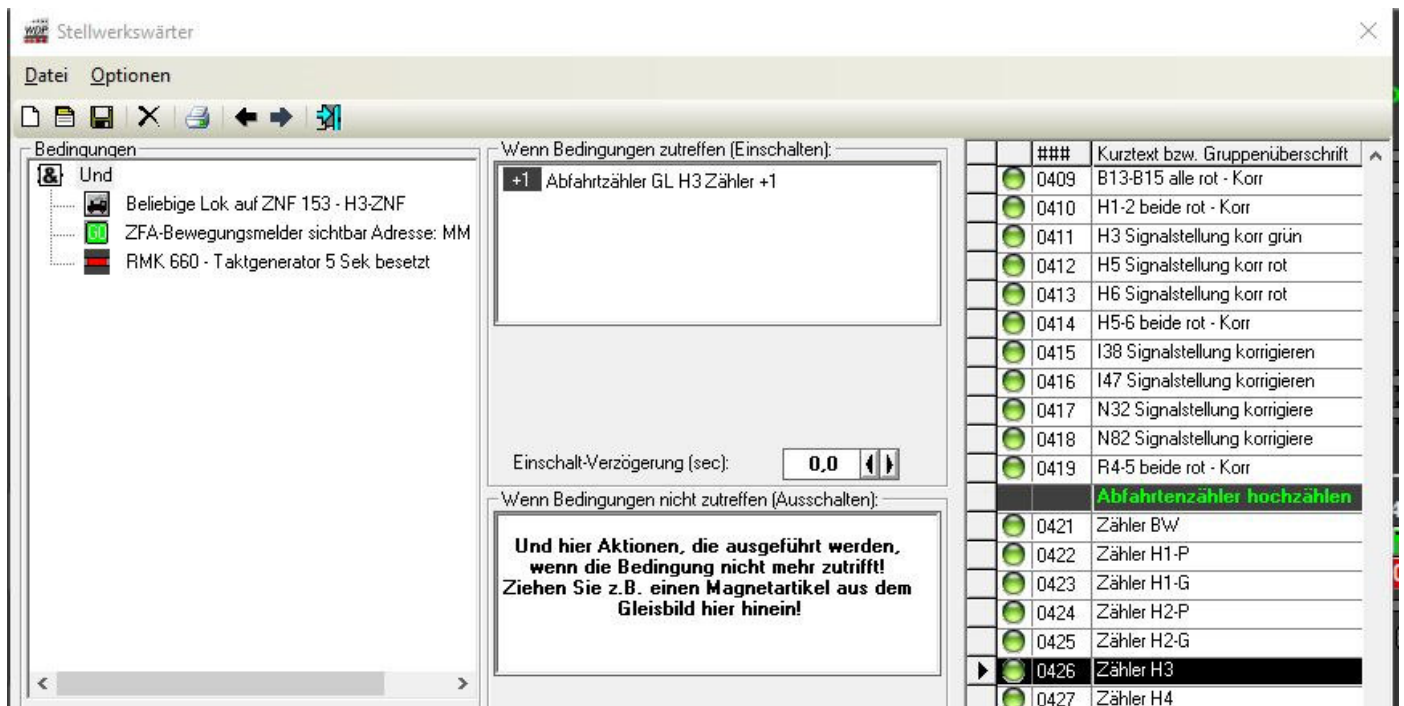 WDP Stellwerkswärter
Datei Optionen
Bedingungen
& Und
Beliebige Lok auf ZNF 153 - H3-ZNF
GO ZFA-Bewegungsmelder sichtbar Adresse: MM
RMK 660 - Taktgenerator 5 Sek besetzt
Wenn Bedingungen zutreffen (Einschalten):
+1 Abfahrtzähler GL H3 Zähler +1
Einschalt-Verzögerung (sec): 0,0
Wenn Bedingungen nicht zutreffen (Ausschalten):
Und hier Aktionen, die ausgeführt werden,
wenn die Bedingung nicht mehr zutrifft!
Ziehen Sie z.B. einen Magnetartikel aus dem
Gleisbild hier hinein!
### Kurztext bzw. Gruppenüberschrift
0409 B13-B15 alle rot - Korr
0410 H1-2 beide rot - Korr
0411 H3 Signalstellung korr grün
0412 H5 Signalstellung korr rot
0413 H6 Signalstellung korr rot
0414 H5-6 beide rot - Korr
0415 I38 Signalstellung korrigieren
0416 I47 Signalstellung korrigieren
0417 N32 Signalstellung korrigiere
0418 N82 Signalstellung korrigiere
0419 R4-5 beide rot - Korr
Abfahrtenzähler hochzählen
0421 Zähler BW
0422 Zähler H1-P
0423 Zähler H1-G
0424 Zähler H2-P
0425 Zähler H2-G
0426 Zähler H3
0427 Zähler H4